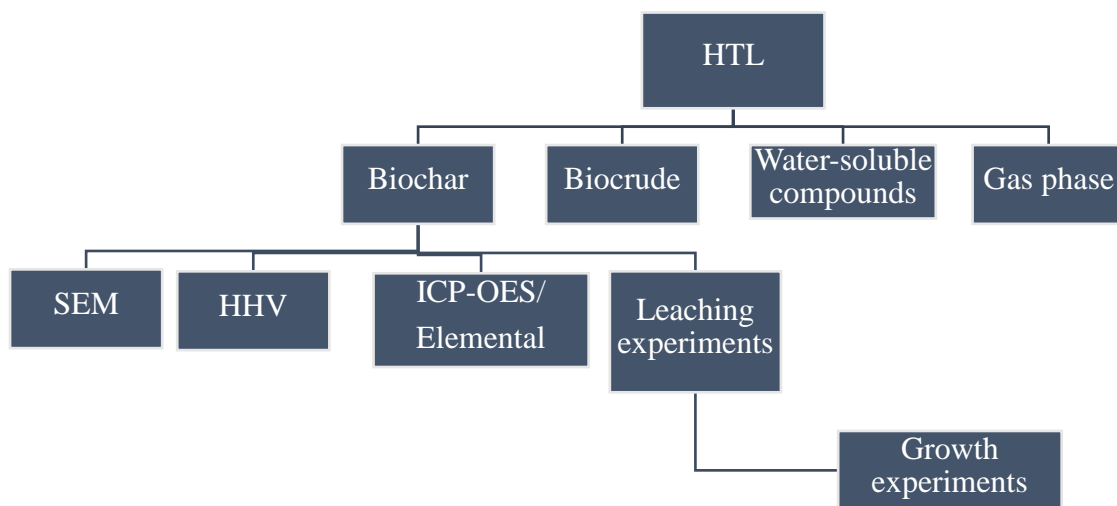 HTL
Biochar
Biocrude
Water-soluble
compounds
Gas phase
SEM
HHV
ICP-OES/
Elemental
Leaching
experiments
Growth
experiments